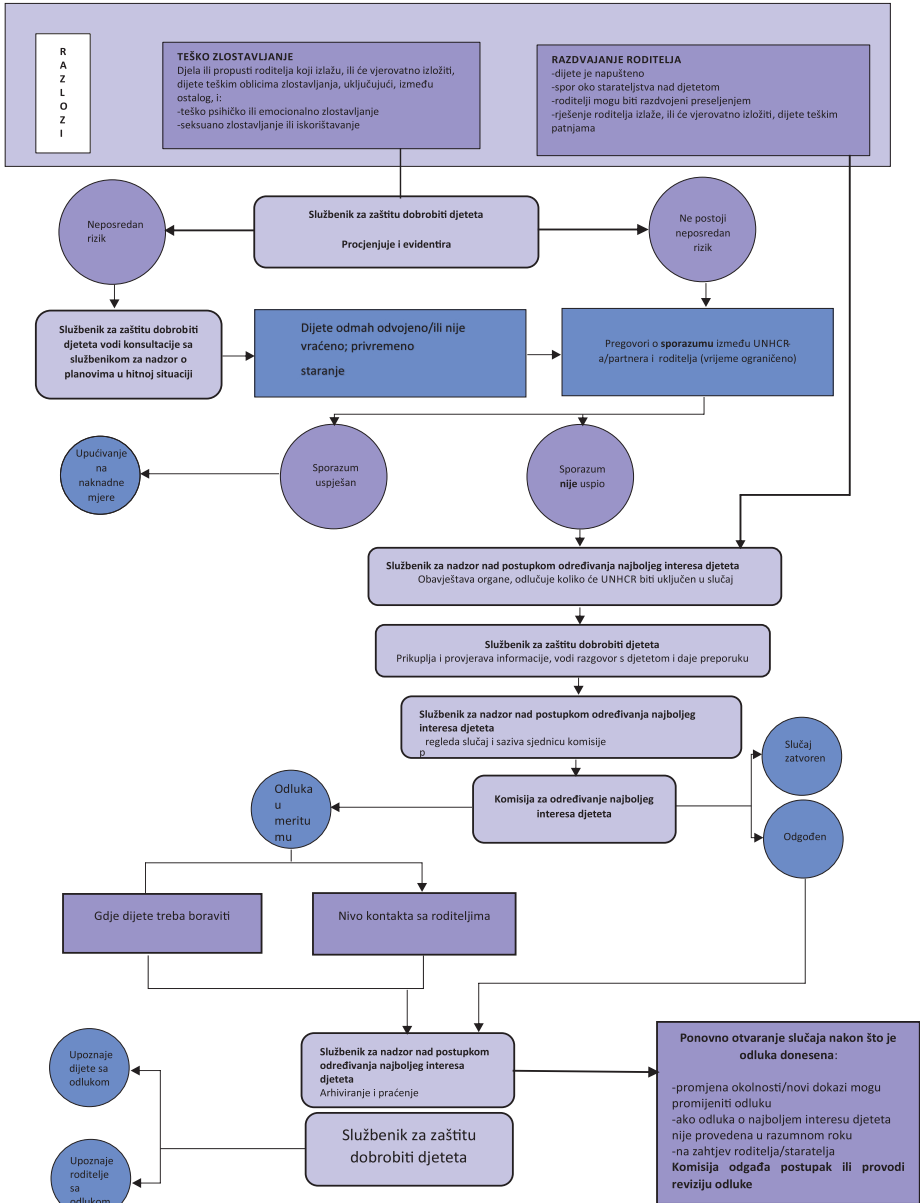 RAZLOZI
TEŠKO ZLOSTAVLJANJE
Djela ili propusti roditelja koji izlažu, ili će vjerovatno izložiti,
dijete teškim oblicima zlostavljanja, uključujući, između
ostalog, i:
-teško psihičko ili emocionalno zlostavljanje
-seksuano zlostavljanje ili iskorištavanje
RAZDVAJANJE RODITELJA
-dijete je napušteno
-spor oko starateljstva nad djetetom
-roditelji mogu biti razdvojeni preseljenjem
-rješenje roditelja izlaže, ili će vjerovatno izložiti, dijete teškim
patnjama
Neposredan
rizik
Službenik za zaštitu dobrobiti djeteta
Procjenjuje i evidentira
Ne postoji
neposredan
rizik
Službenik za zaštitu dobrobiti
djeteta vodi konsultacije sa
službenikom za nadzor o
planovima u hitnoj situaciji
Dijete odmah odvojeno/ili nije
vraćeno; privremeno
staranje
Pregovori o sporazumu između UNHCR-
a/partnera i roditelja (vrijeme ograničeno)
Upućivanje
na
naknadne
mjere
Sporazum
uspješan
Sporazum
nije uspio
Službenik za nadzor nad postupkom određivanja najboljeg interesa djeteta
Obavještava organe, odlučuje koliko će UNHCR biti uključen u slučaj
Službenik za zaštitu dobrobiti djeteta
Prikuplja i provjerava informacije, vodi razgovor s djetetom i daje preporuku
Službenik za nadzor nad postupkom određivanja najboljeg
interesa djeteta
regleda slučaj i saziva sjednicu komisije
p
Slučaj
zatvoren
Odluka
u
meritu
mu
Komisija za određivanje najboljeg
interesa djeteta
Odgođen
Gdje dijete treba boraviti
Nivo kontakta sa roditeljima
Upoznaje
dijete sa
odlukom
Službenik za nadzor nad postupkom
određivanja najboljeg interesa
djeteta
Arhiviranje i praćenje
Ponovno otvaranje slučaja nakon što je
odluka donesena:
-promjena okolnosti/novi dokazi mogu
promijeniti odluku
-ako odluka o najboljem interesu djeteta
nije provedena u razumnom roku
-na zahtjev roditelja/staratelja
Komisija odgađa postupak ili provodi
reviziju odluke
Službenik za zaštitu
dobrobiti djeteta
Upoznaje
roditelje
sa
odlukom